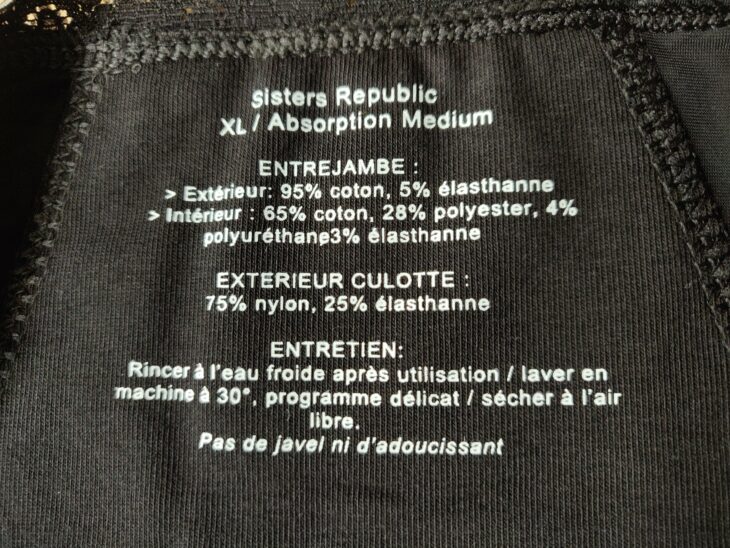 Sisters Republic
XL / Absorption Medium
ENTREJAMBE :
> Extérieur: 95% coton, 5% élasthanne
> Intérieur : 65% coton, 28% polyester, 4%
polyuréthane3% élasthanne
EXTERIEUR CULOTTE :
75% nylon, 25% élasthanne
ENTRETIEN:
Rincer à l'eau froide après utilisation / laver en
machine à 30°, programme délicat / sécher à l'air
libre.
Pas de javel ni d'adoucissant